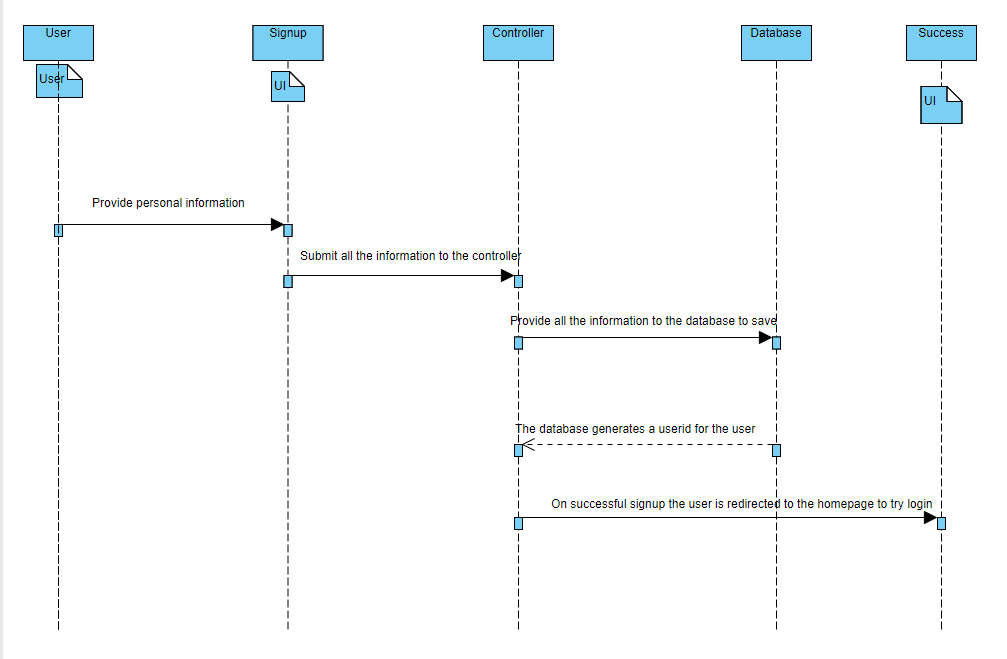 User
Signup
Controller
Database
Success
User
UI
UI
Provide personal information
Submit all the information to the controller
Provide all the information to the database to save
The database generates a userid for the user
On successful signup the user is redirected to the homepage to try login